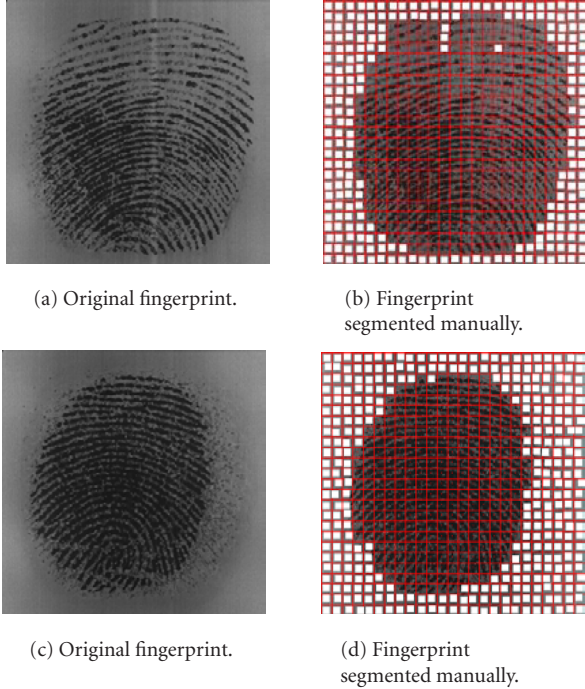 (a) Original fingerprint.
(b) Fingerprint
segmented manually.
(c) Original fingerprint.
(d) Fingerprint
segmented manually.